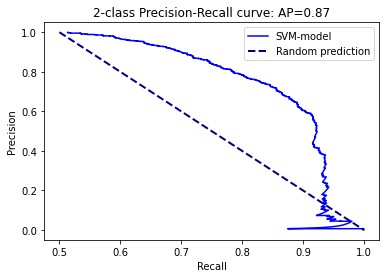 2-class Precision-Recall curve: AP=0.87
SVM-model
Random prediction
Precision
1.0
0.8
0.6
0.4
0.2
0.0
0.5 0.6 0.7 0.8 0.9 1.0
Recall